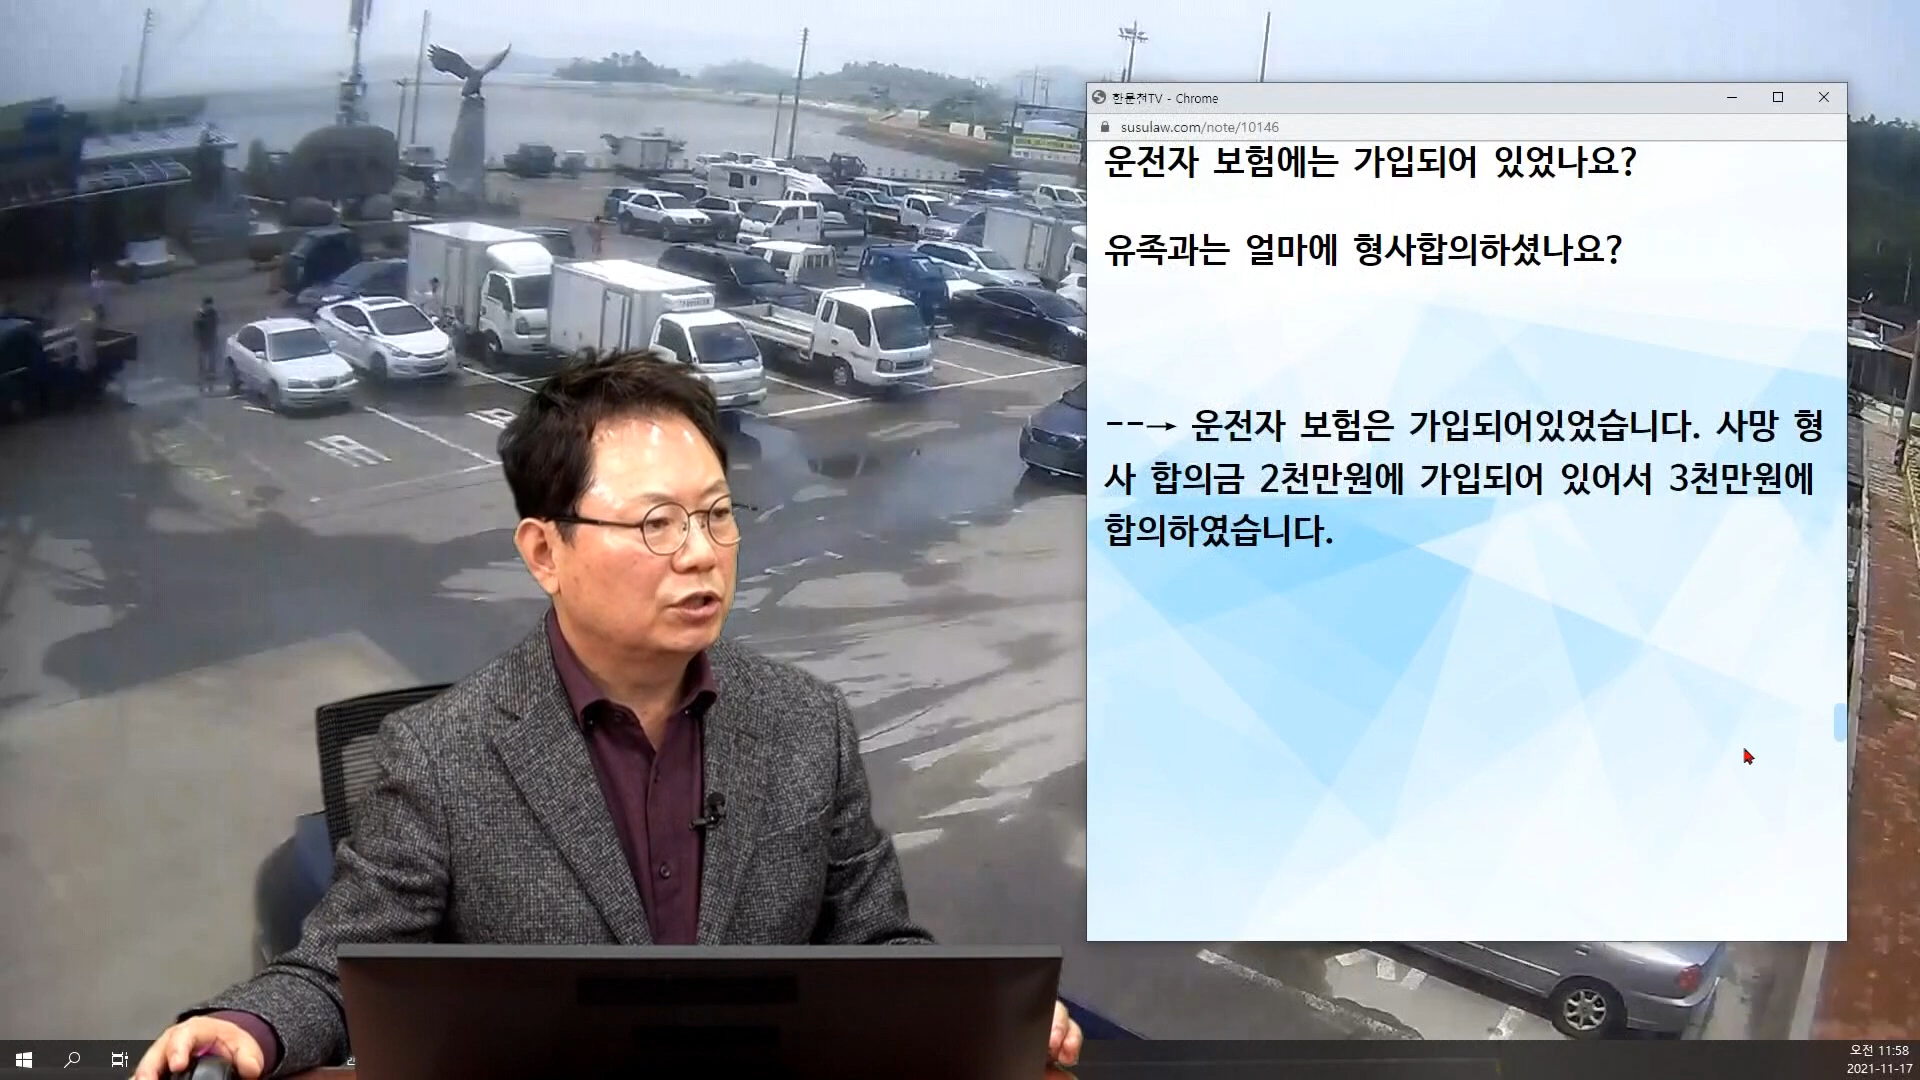 한문철TV - Chrome
susulaw.com/note/10146
운전자 보험에는 가입되어 있었나요?
유족과는 얼마에 형사합의하셨나요?
--→ 운전자 보험은 가입되어있었습니다. 사망 형
사 합의금 2천만원에 가입되어 있어서 3천만원에
합의하였습니다.
오전 11:58
2021-11-17